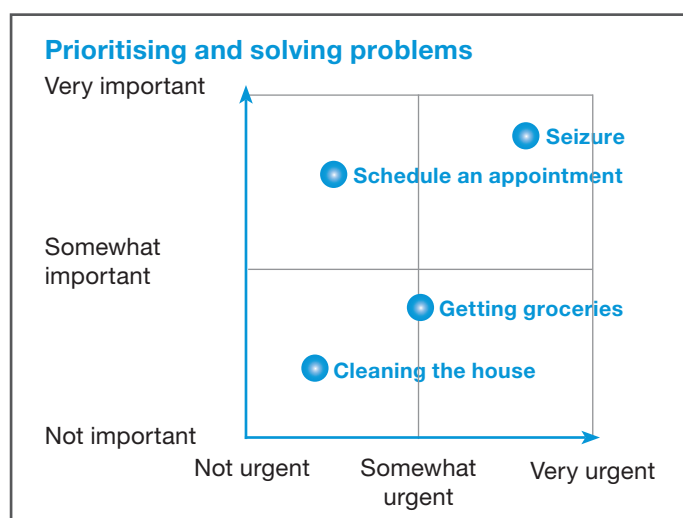 Prioritising and solving problems
Very important
Seizure
Schedule an appointment
Somewhat
important
Getting groceries
Cleaning the house
Not important
Not urgent
Somewhat
urgent
Very urgent